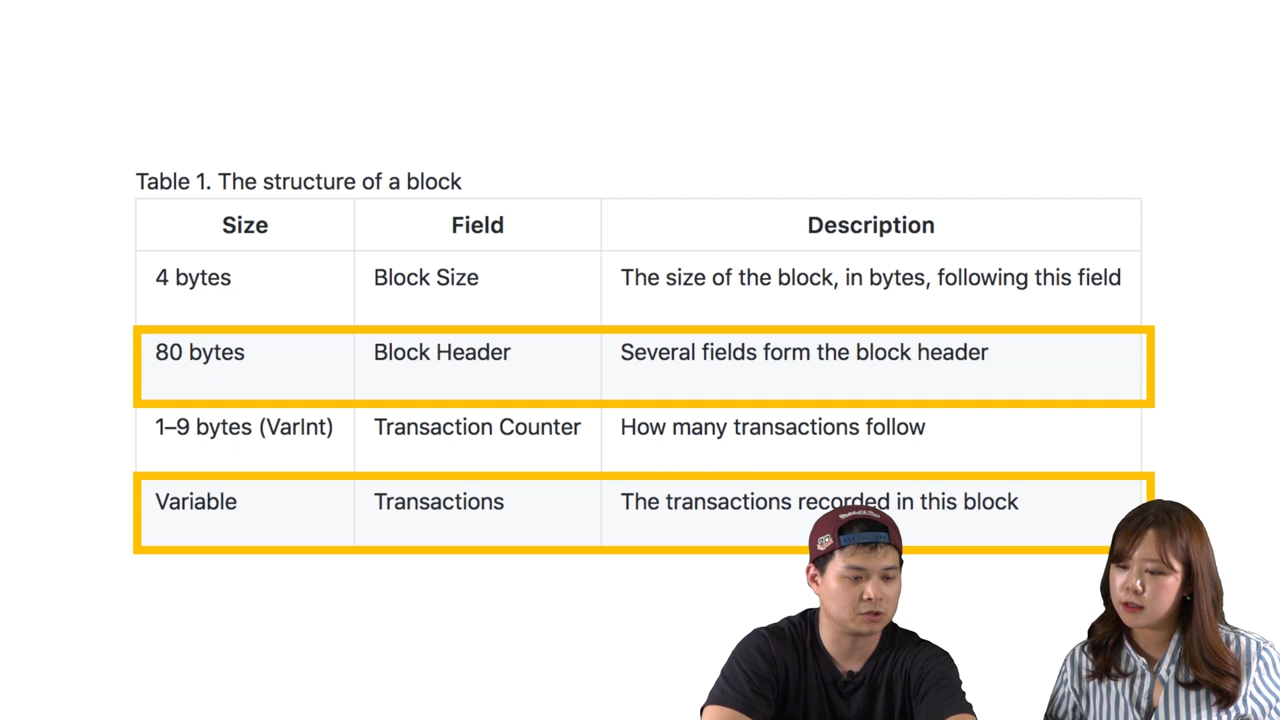 Table 1. The structure of a block
Size Field Description
4 bytes Block Size The size of the block, in bytes, following this field
80 bytes Block Header Several fields form the block header
1–9 bytes (VarInt) Transaction Counter How many transactions follow
Variable Transactions The transactions recorded in this block